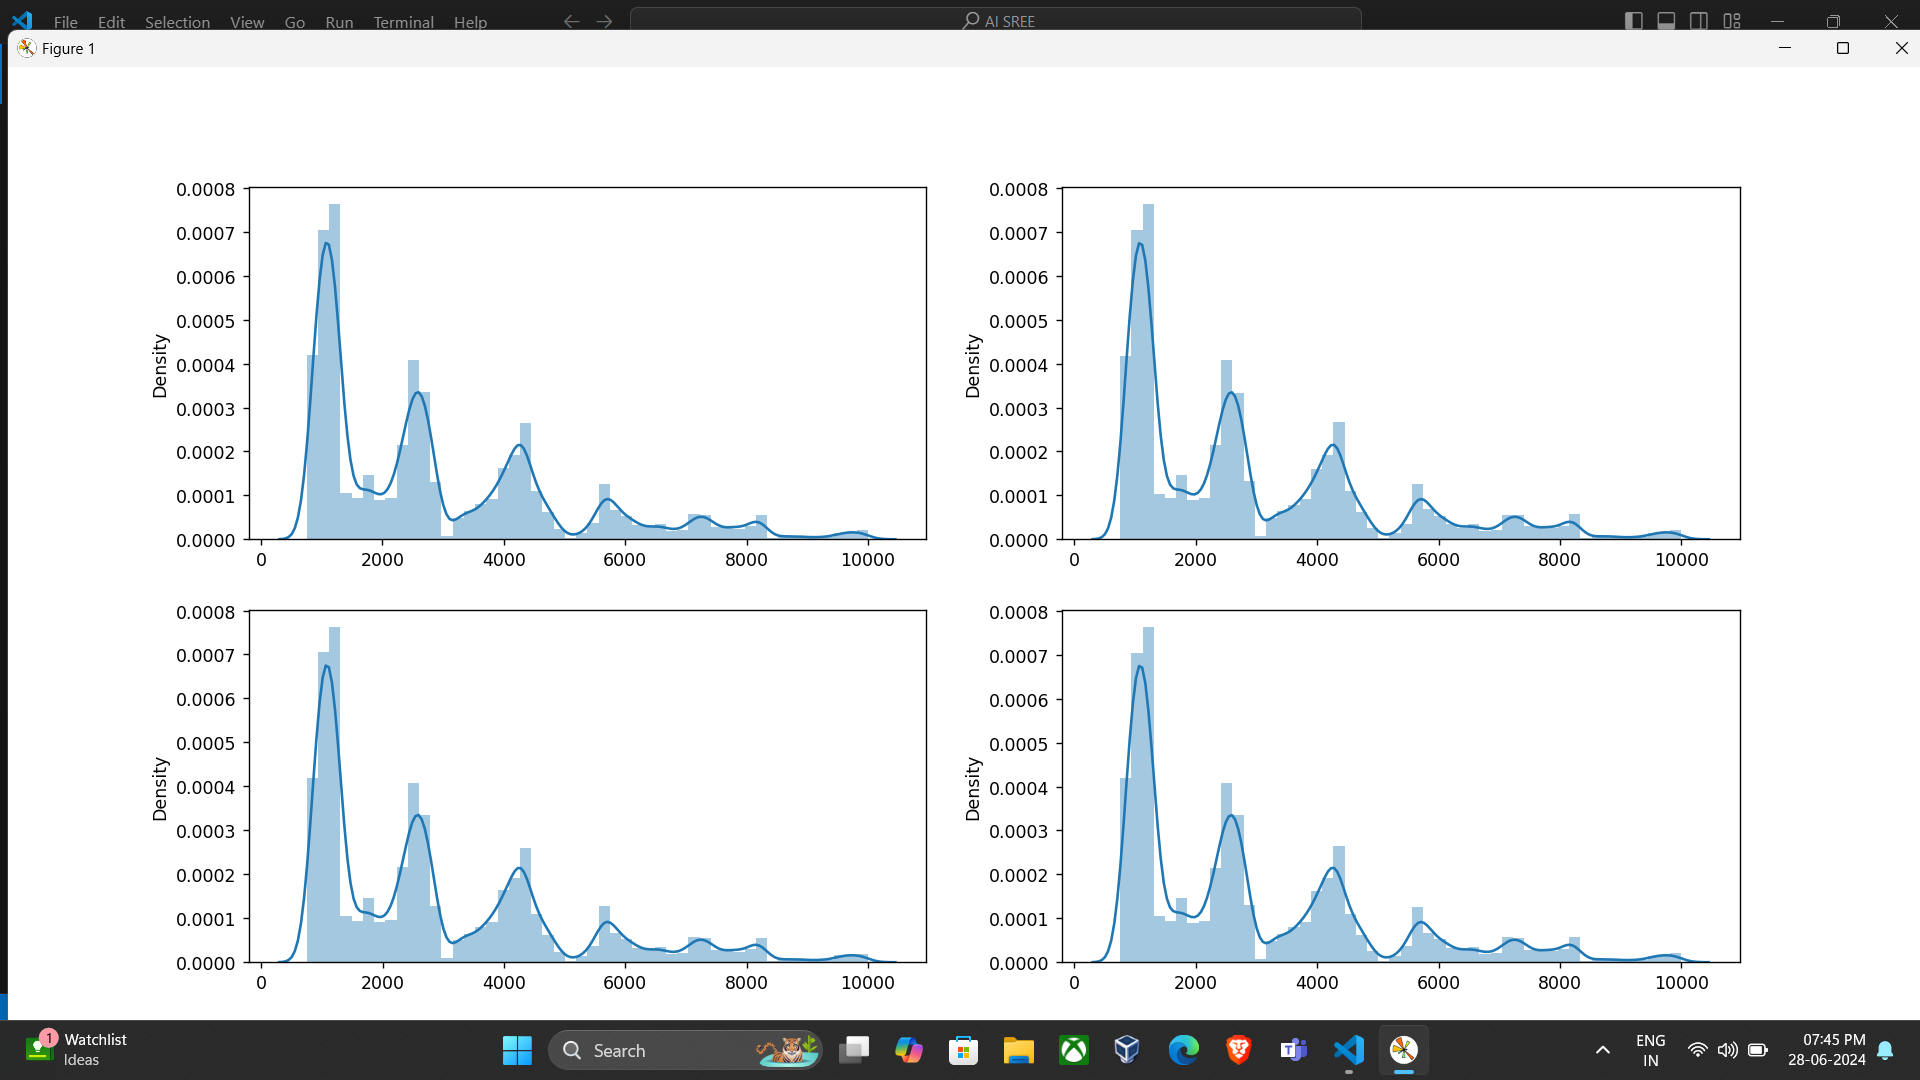 File Edit Selection View Go Run Terminal Help
AI SREE
Figure 1
0.0008
0.0007
0.0006
0.0005
0.0004
0.0003
0.0002
0.0001
0.0000
Density
0 2000 4000 6000 8000 10000
0.0008
0.0007
0.0006
0.0005
0.0004
0.0003
0.0002
0.0001
0.0000
Density
0 2000 4000 6000 8000 10000
0.0008
0.0007
0.0006
0.0005
0.0004
0.0003
0.0002
0.0001
0.0000
Density
0 2000 4000 6000 8000 10000
0.0008
0.0007
0.0006
0.0005
0.0004
0.0003
0.0002
0.0001
0.0000
Density
0 2000 4000 6000 8000 10000
1
Watchlist
Ideas
Search
T
ENG
IN
07:45 PM
28-06-2024